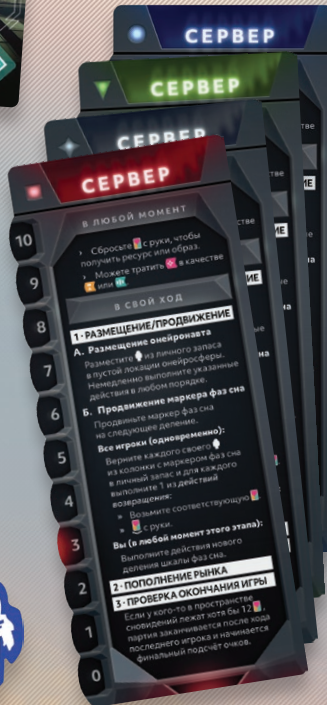 СЕРВЕР
СЕРВЕР
СЕРВЕР
СЕРВЕР
В ЛЮБОЙ МОМЕНТ
› Сбросьте с руки, чтобы
получить ресурс или образ.
› Можете тратить в качестве
или
В СВОЙ ХОД
1·РАЗМЕЩЕНИЕ/ПРОДВИЖЕНИЕ
А. Размещение онейронавта
Разместите из личного запаса
в пустой локации онейросферы.
Немедленно выполните указанные
действия в любом порядке.
Б. Продвижение маркера фаз сна
Продвиньте маркер фаз сна
на следующее деление.
Все игроки (одновременно):
Верните каждого своего
из колонки с маркером фаз сна
в личный запас и для каждого
выполните 1 из действий
возвращения:
» Возьмите соответствующую
» с руки.
Вы (в любой момент этого этапа):
Выполните действия нового
деления шкалы фаз сна.
2·ПОПОЛНЕНИЕ РЫНКА
3·ПРОВЕРКА ОКОНЧАНИЯ ИГРЫ
Если у кого-то в пространстве
сновидений лежат хотя бы 12,
партия заканчивается после хода
последнего игрока и начинается
финальный подсчёт очков.
10
9
8
7
6
5
4
3
2
1
0